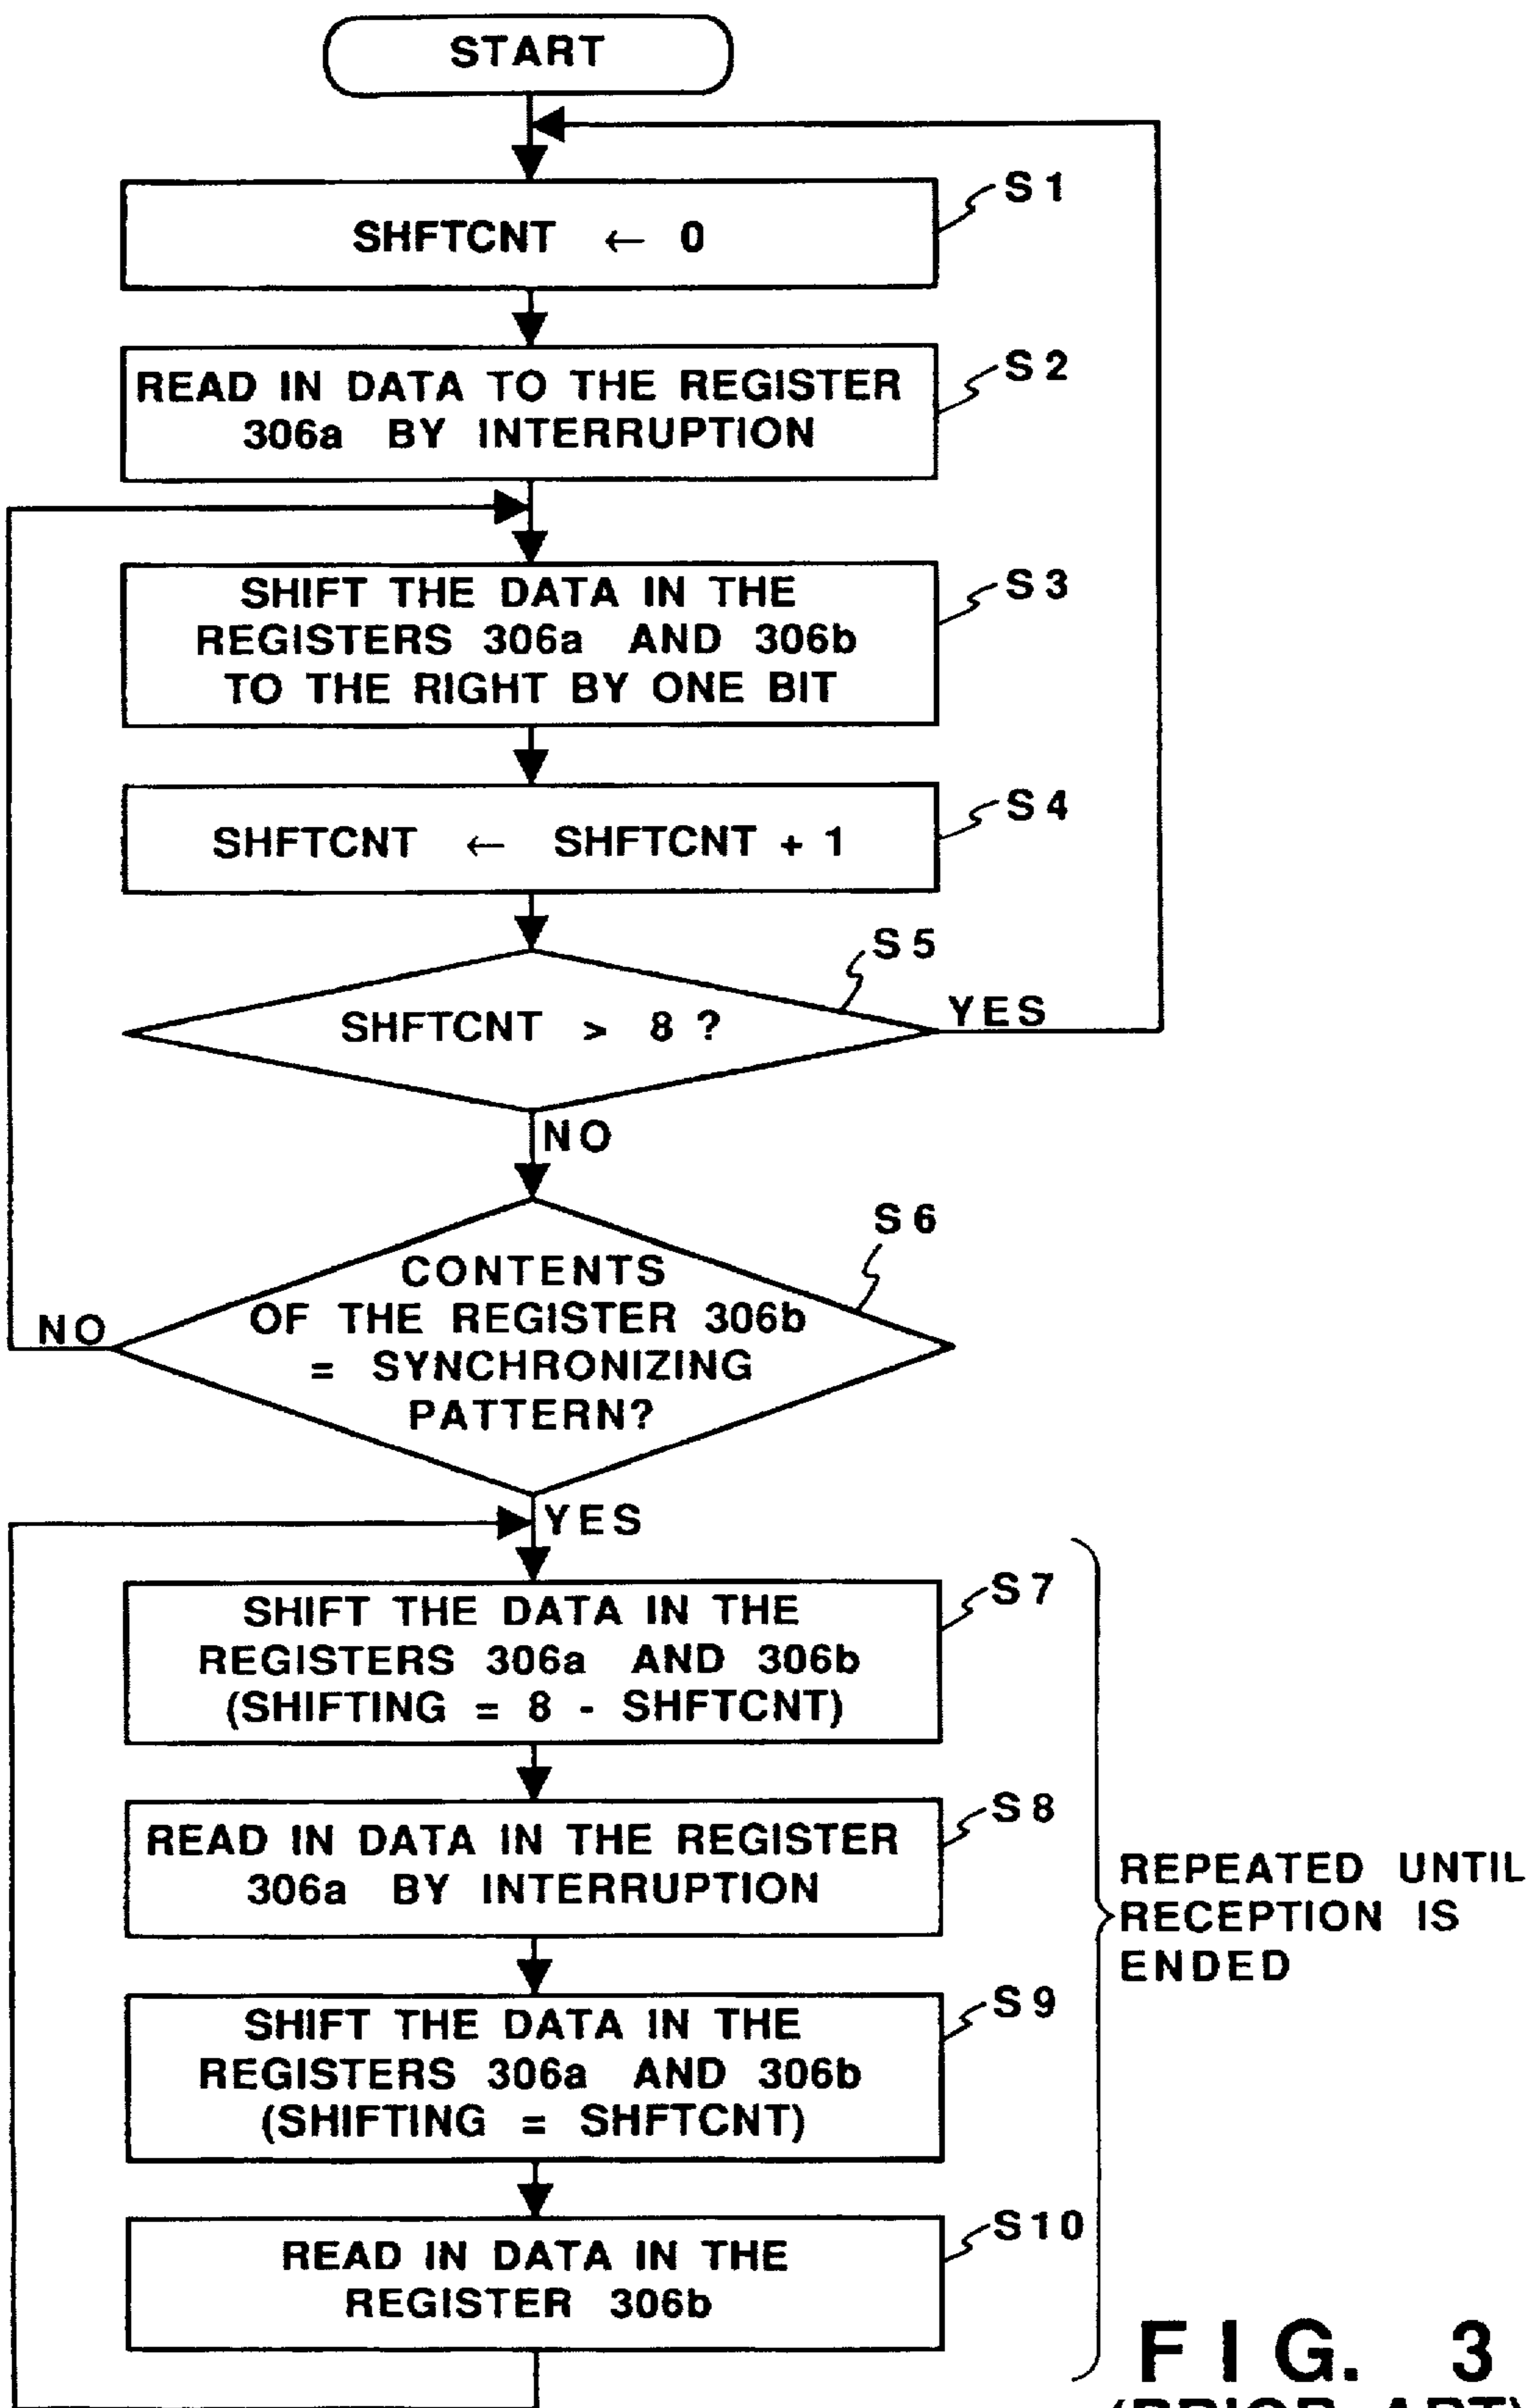 START
SHFTCNT ← 0
S1
READ IN DATA TO THE REGISTER
306a BY INTERRUPTION
S2
SHIFT THE DATA IN THE
REGISTERS 306a AND 306b
TO THE RIGHT BY ONE BIT
S3
SHFTCNT ← SHFTCNT + 1
S4
SHFTCNT > 8 ?
S5
YES
NO
CONTENTS
OF THE REGISTER 306b
= SYNCHRONIZING
PATTERN?
S6
NO
YES
SHIFT THE DATA IN THE
REGISTERS 306a AND 306b
(SHIFTING = 8 - SHFTCNT)
S7
READ IN DATA IN THE REGISTER
306a BY INTERRUPTION
S8
SHIFT THE DATA IN THE
REGISTERS 306a AND 306b
(SHIFTING = SHFTCNT)
S9
READ IN DATA IN THE
REGISTER 306b
S10
REPEATED UNTIL
RECEPTION IS
ENDED
FIG. 3
(PRIOR ART)